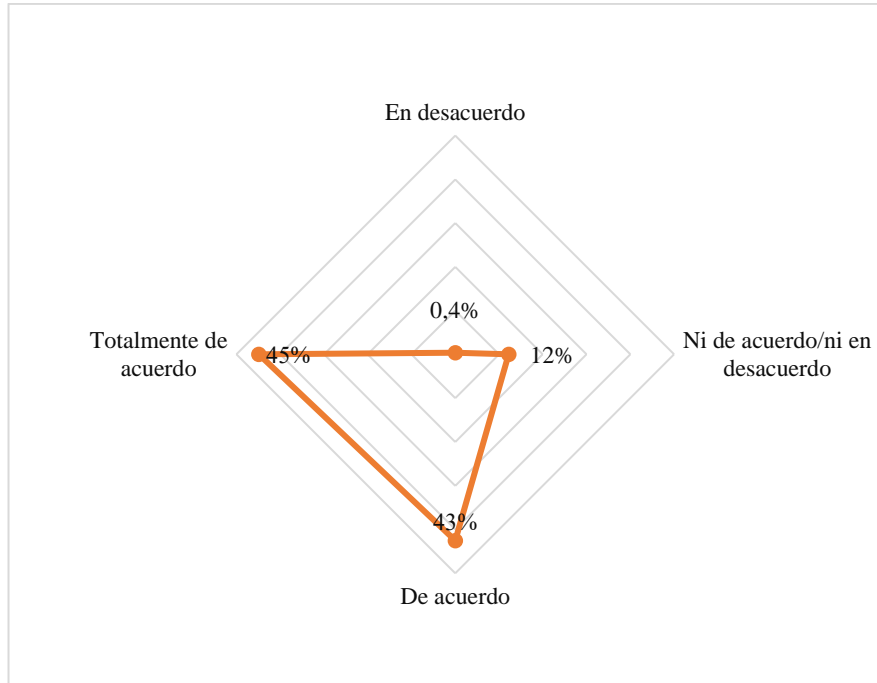 En desacuerdo
0,4%
Totalmente de
acuerdo
45%
12%
Ni de acuerdo/ni en
desacuerdo
43%
De acuerdo